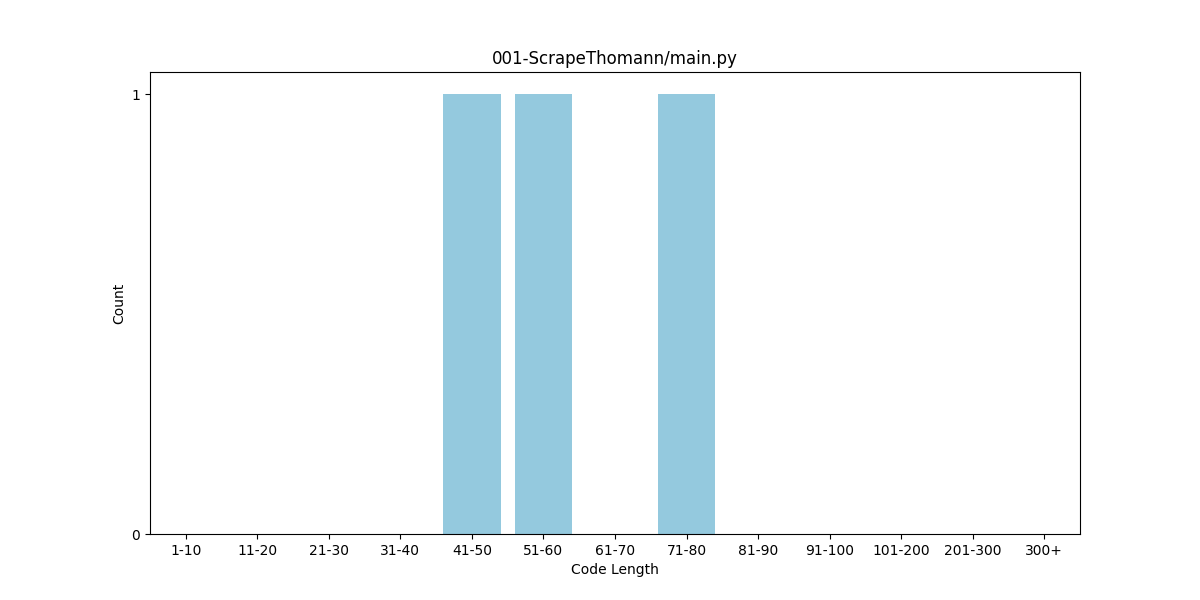 001-ScrapeThomann/main.py
Count
1
0
1-10 11-20 21-30 31-40 41-50 51-60 61-70 71-80 81-90 91-100 101-200 201-300 300+
Code Length